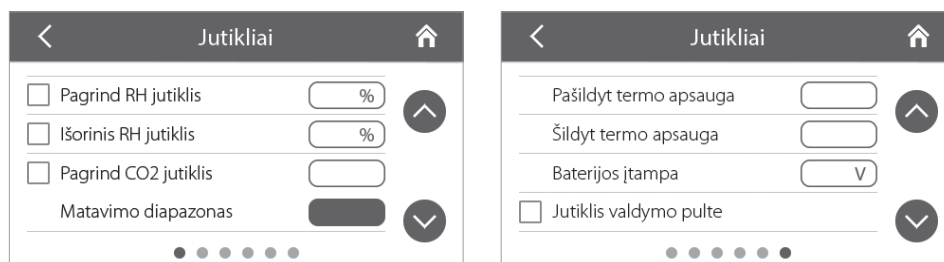 Jutikliai
Pagrind RH jutiklis %
Išorinis RH jutiklis %
Pagrind CO2 jutiklis
Matavimo diapazonas
Jutikliai
Pašildyt termo apsauga
Šildyt termo apsauga
Baterijos įtampa V
Jutiklis valdymo pulte